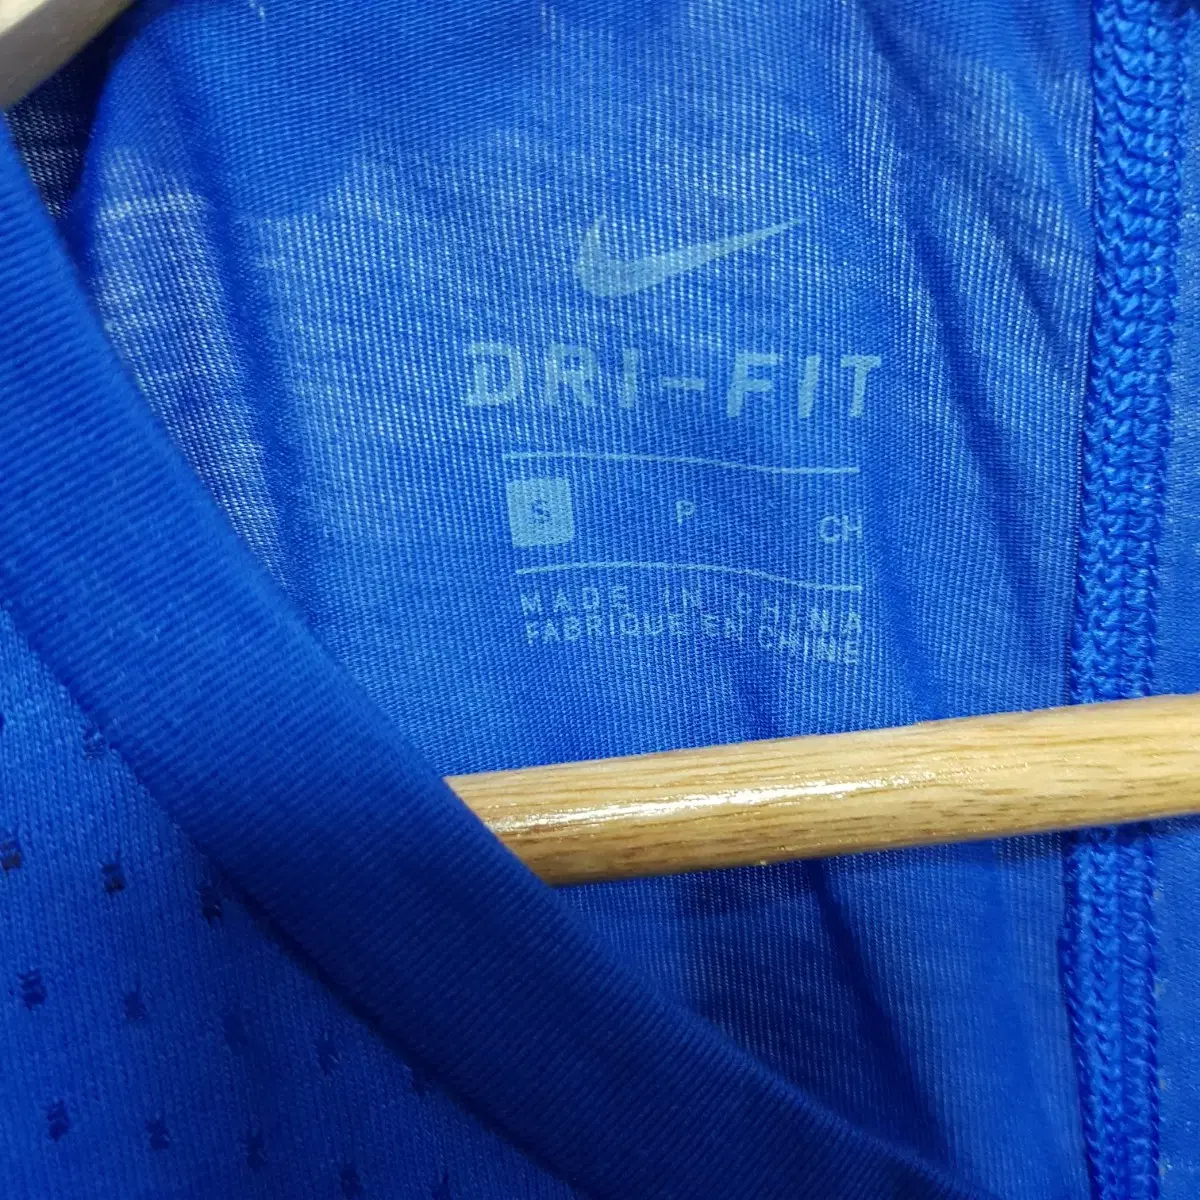 DRI-FIT
S P CH
MADE IN CHINA
FABRIQUE EN CHINE